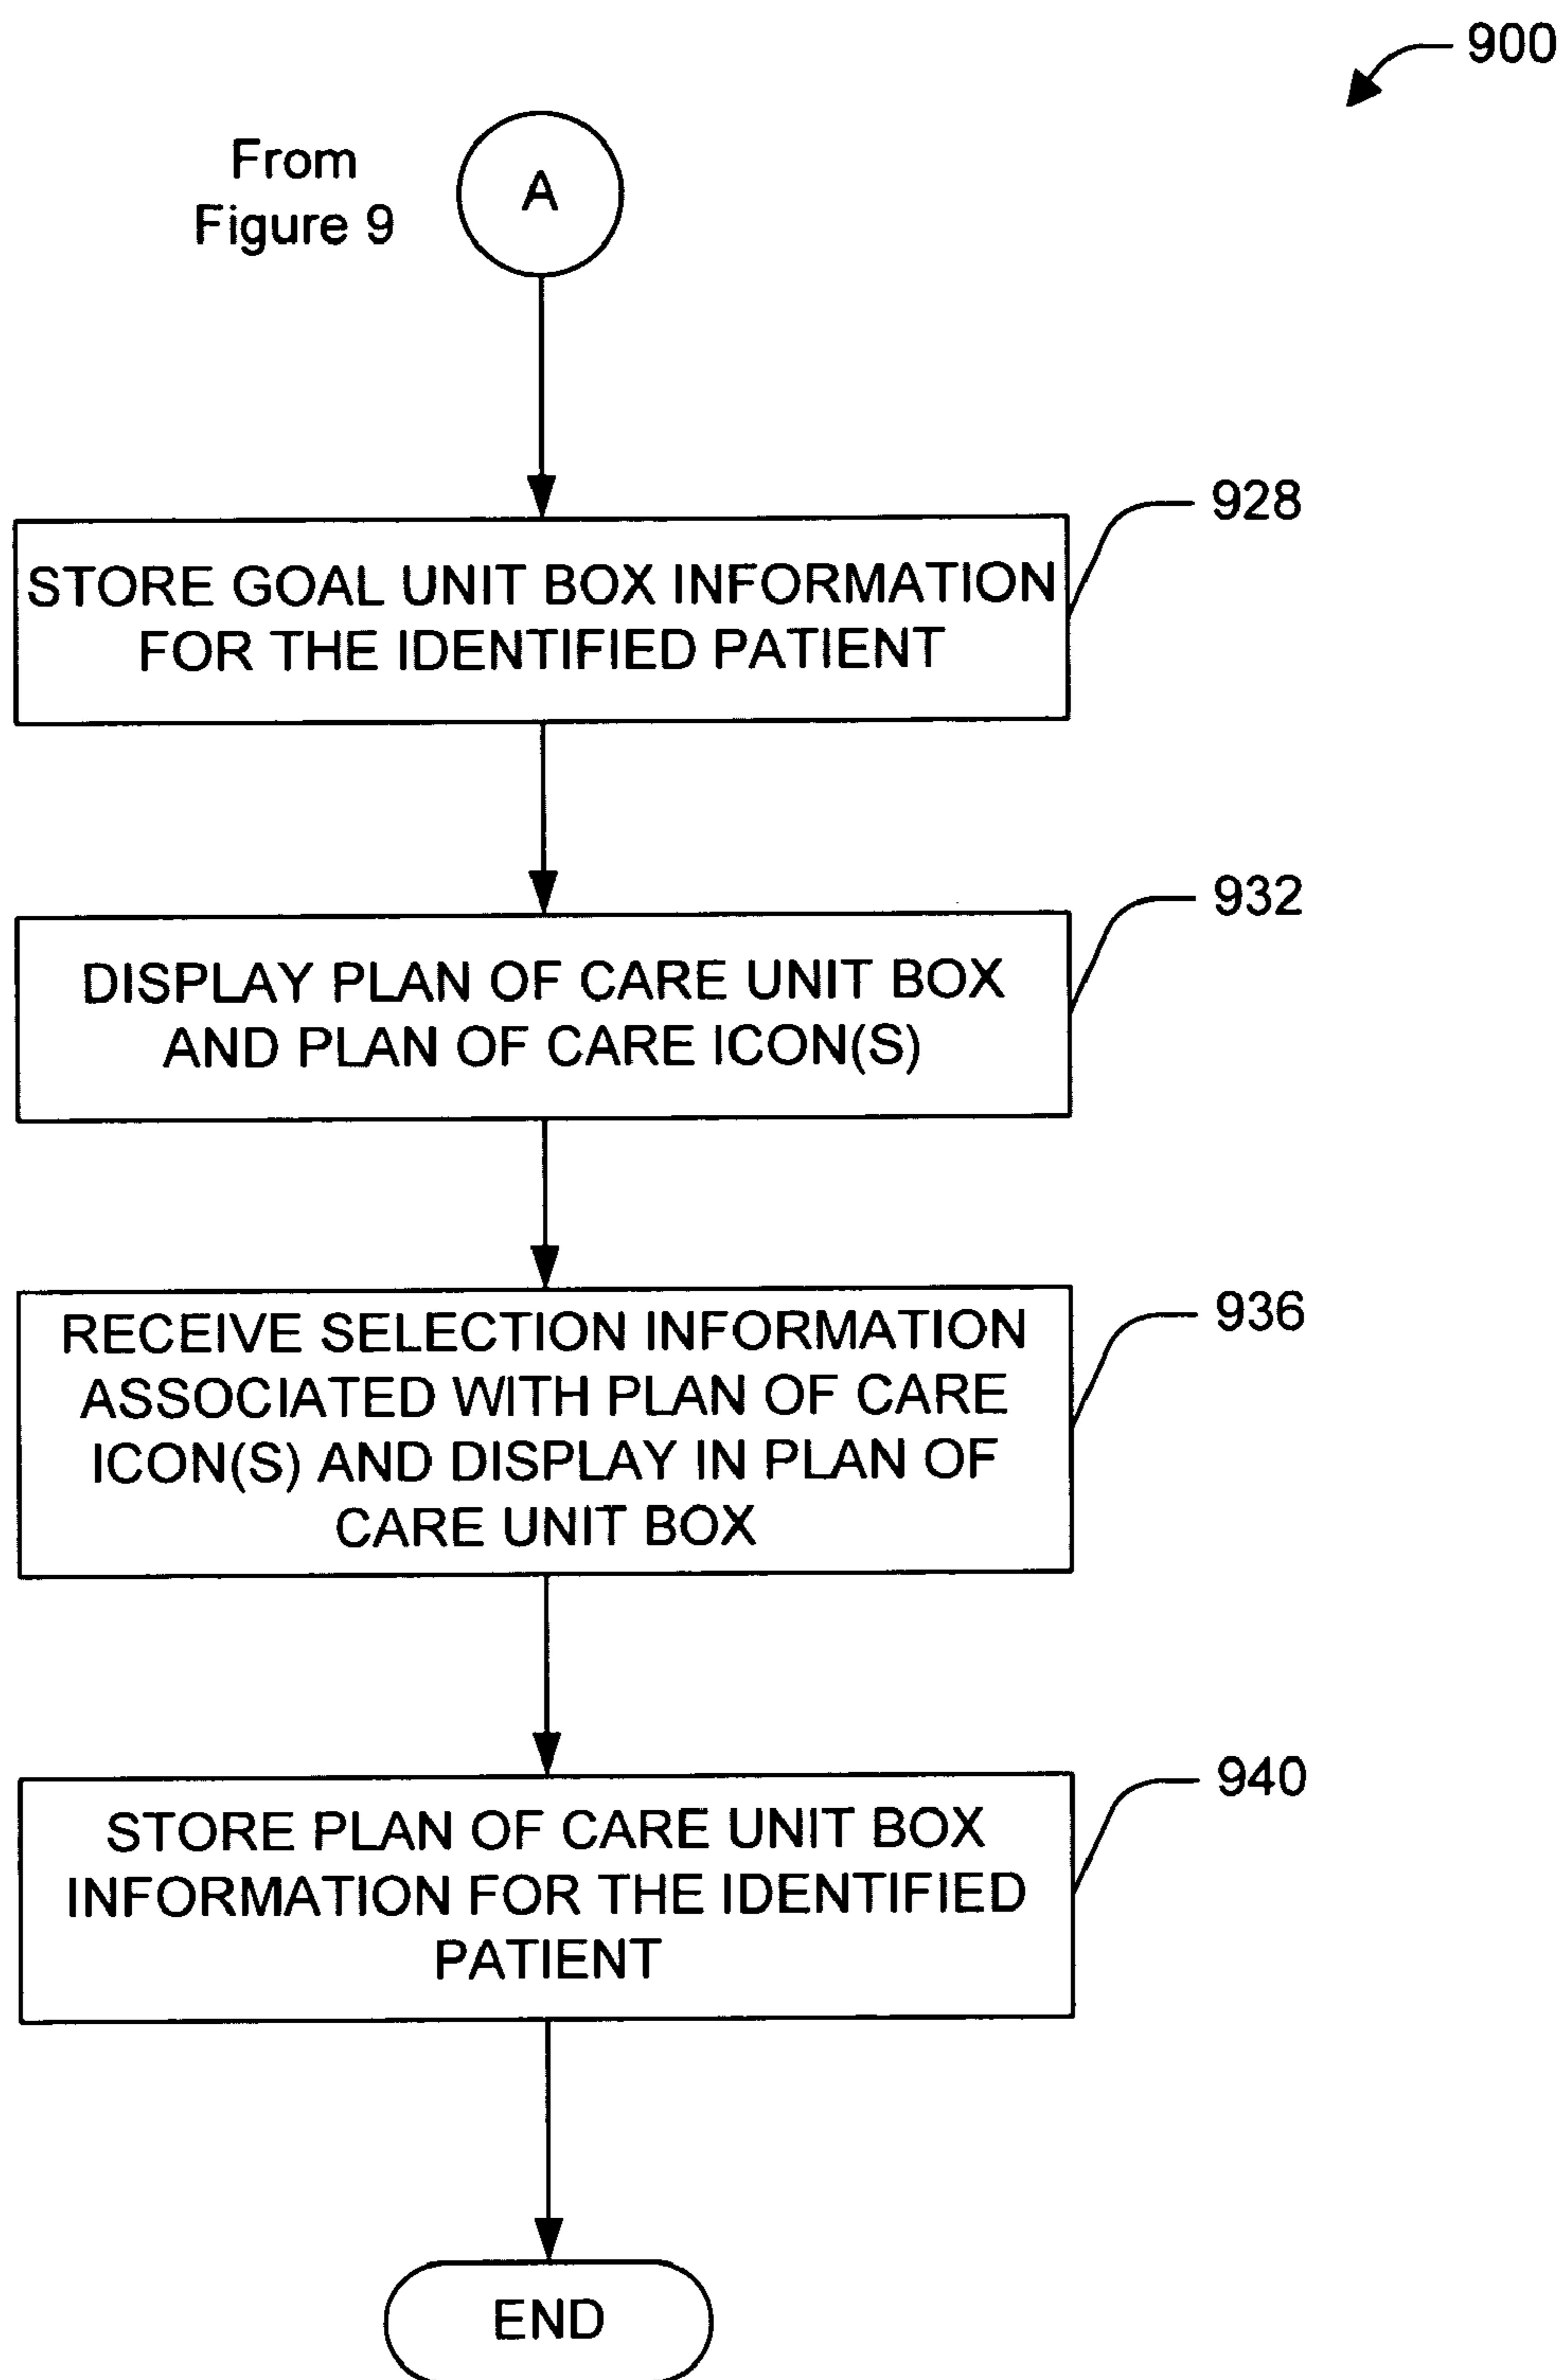 900
From
Figure 9
A
928
STORE GOAL UNIT BOX INFORMATION
FOR THE IDENTIFIED PATIENT
932
DISPLAY PLAN OF CARE UNIT BOX
AND PLAN OF CARE ICON(S)
936
RECEIVE SELECTION INFORMATION
ASSOCIATED WITH PLAN OF CARE
ICON(S) AND DISPLAY IN PLAN OF
CARE UNIT BOX
940
STORE PLAN OF CARE UNIT BOX
INFORMATION FOR THE IDENTIFIED
PATIENT
END